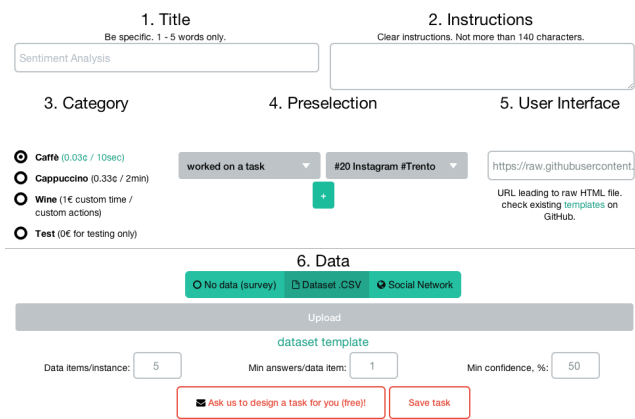 1. Title
Be specific. 1 - 5 words only.
Sentiment Analysis
2. Instructions
Clear instructions. Not more than 140 characters.
3. Category
Caffè (0.03¢ / 10sec)
Cappuccino (0.33¢ / 2min)
Wine (1€ custom time /
custom actions)
Test (0€ for testing only)
4. Preselection
worked on a task
#20 Instagram #Trento
+
5. User Interface
https://raw.githubusercontent.
URL leading to raw HTML file.
check existing templates on
GitHub.
6. Data
No data (survey) Dataset .CSV Social Network
Upload
dataset template
Data items/instance: 5 Min answers/data item: 1 Min confidence, %: 50
Ask us to design a task for you (free)! Save task